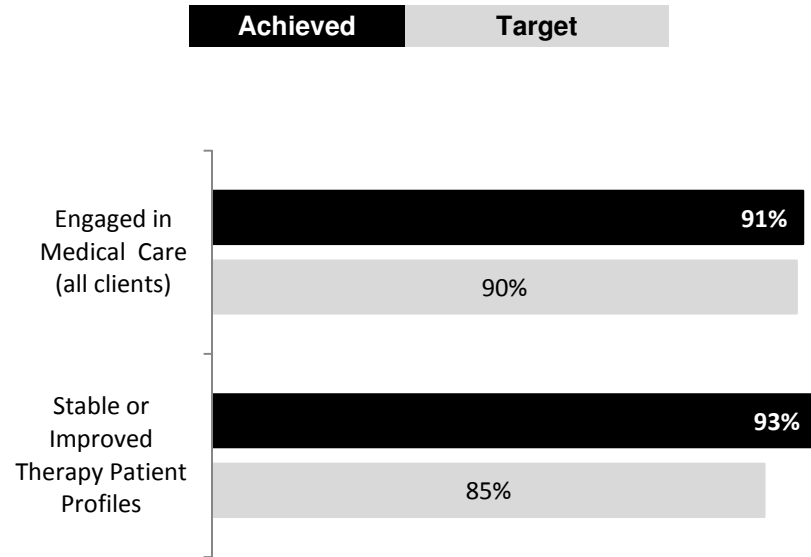 Achieved Target
Engaged in
Medical Care
(all clients)
91%
90%
Stable or
Improved
Therapy Patient
Profiles
93%
85%